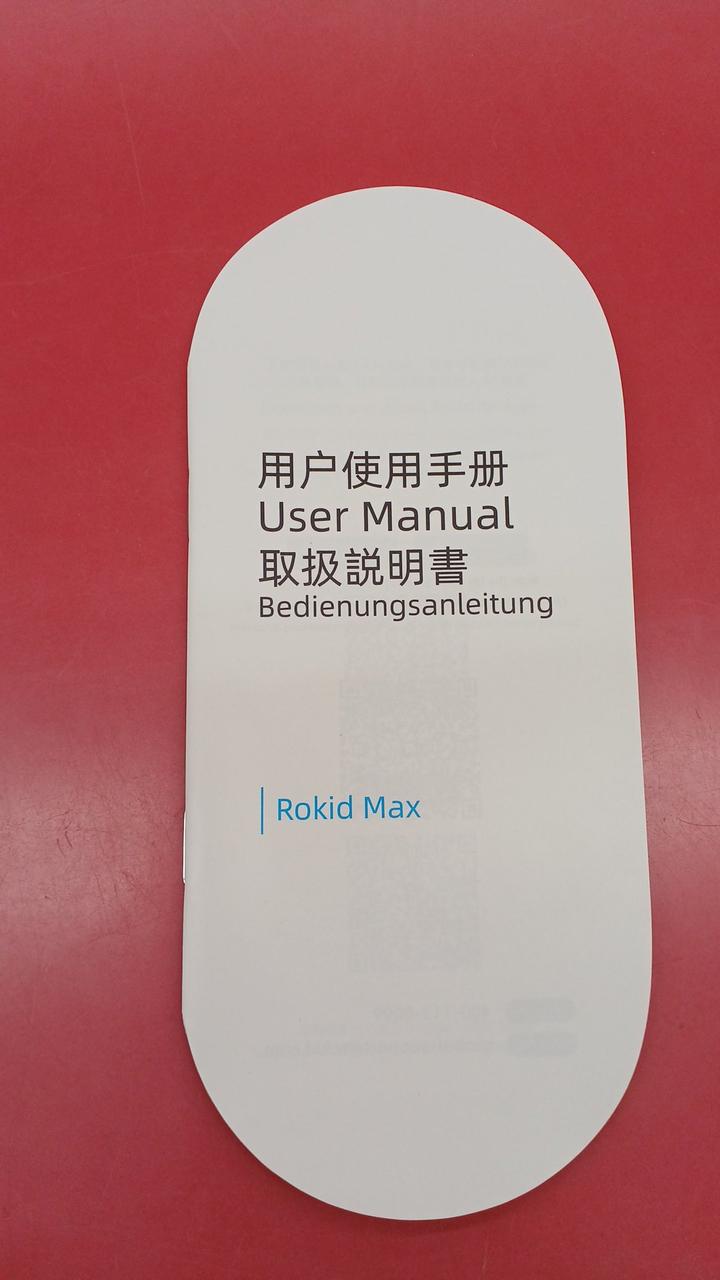 用户使用手册
User Manual
取扱説明書
Bedienungsanleitung
Rokid Max